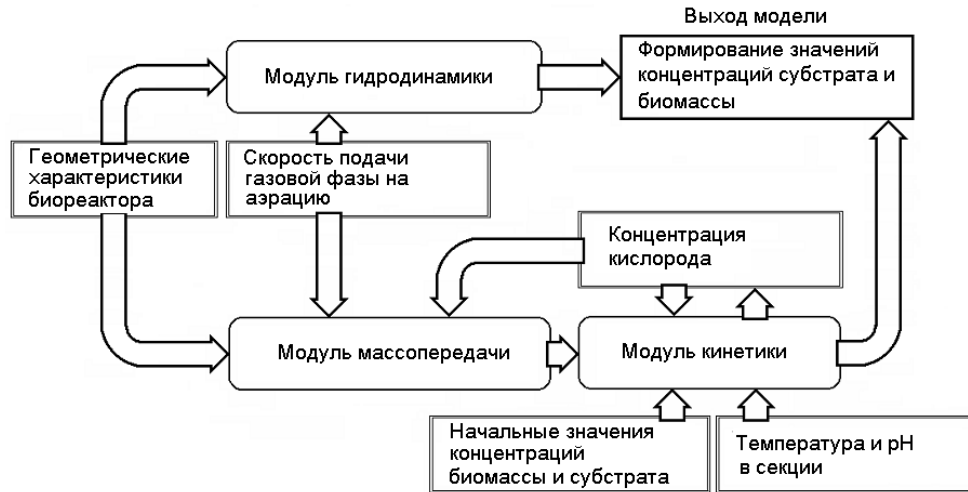 Выход модели
Модуль гидродинамики
Формирование значений
концентраций субстрата и
биомассы
Геометрические
характеристики
биореактора
Скорость подачи
газовой фазы на
аэрацию
Концентрация
кислорода
Модуль массопередачи
Модуль кинетики
Начальные значения
концентраций
биомассы и субстрата
Температура и pH
в секции